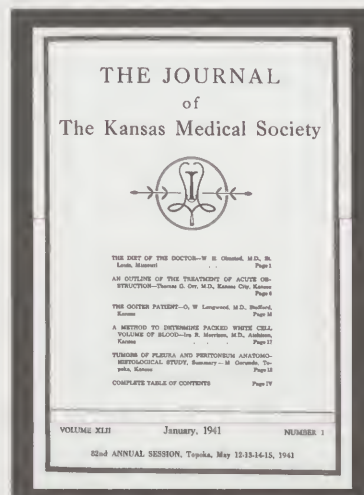 THE JOURNAL
of
The Kansas Medical Society
THE DIET OF THE DOCTOR—W. H. Olmsted, M.D., St.
Louis, Missouri . . Page 1
AN OUTLINE OF THE TREATMENT OF ACUTE OB-
STRUCTION—Thomas G. Orr, M.D., Kansas City, Kansas
Page 6
THE GOITER PATIENT—O. W. Longwood, M.D., Stafford,
Kansas Page
A METHOD TO DETERMINE PACKED WHITE CELL
VOLUME OF BLOOD—Ira R. Morrison, M.D., Atchison,
Kansas . . . Page 17
TUMORS OF PLEURA AND PERITONEUM ANATOMO-
HISTOLOGICAL STUDY, Summary—M. Gerundo, To-
peka, Kansas Page 18
COMPLETE TABLE OF CONTENTS Page IV
VOLUME XLII January, 1941 NUMBER 1
82nd ANNUAL SESSION, Topeka, May 12-13-14-15, 1941